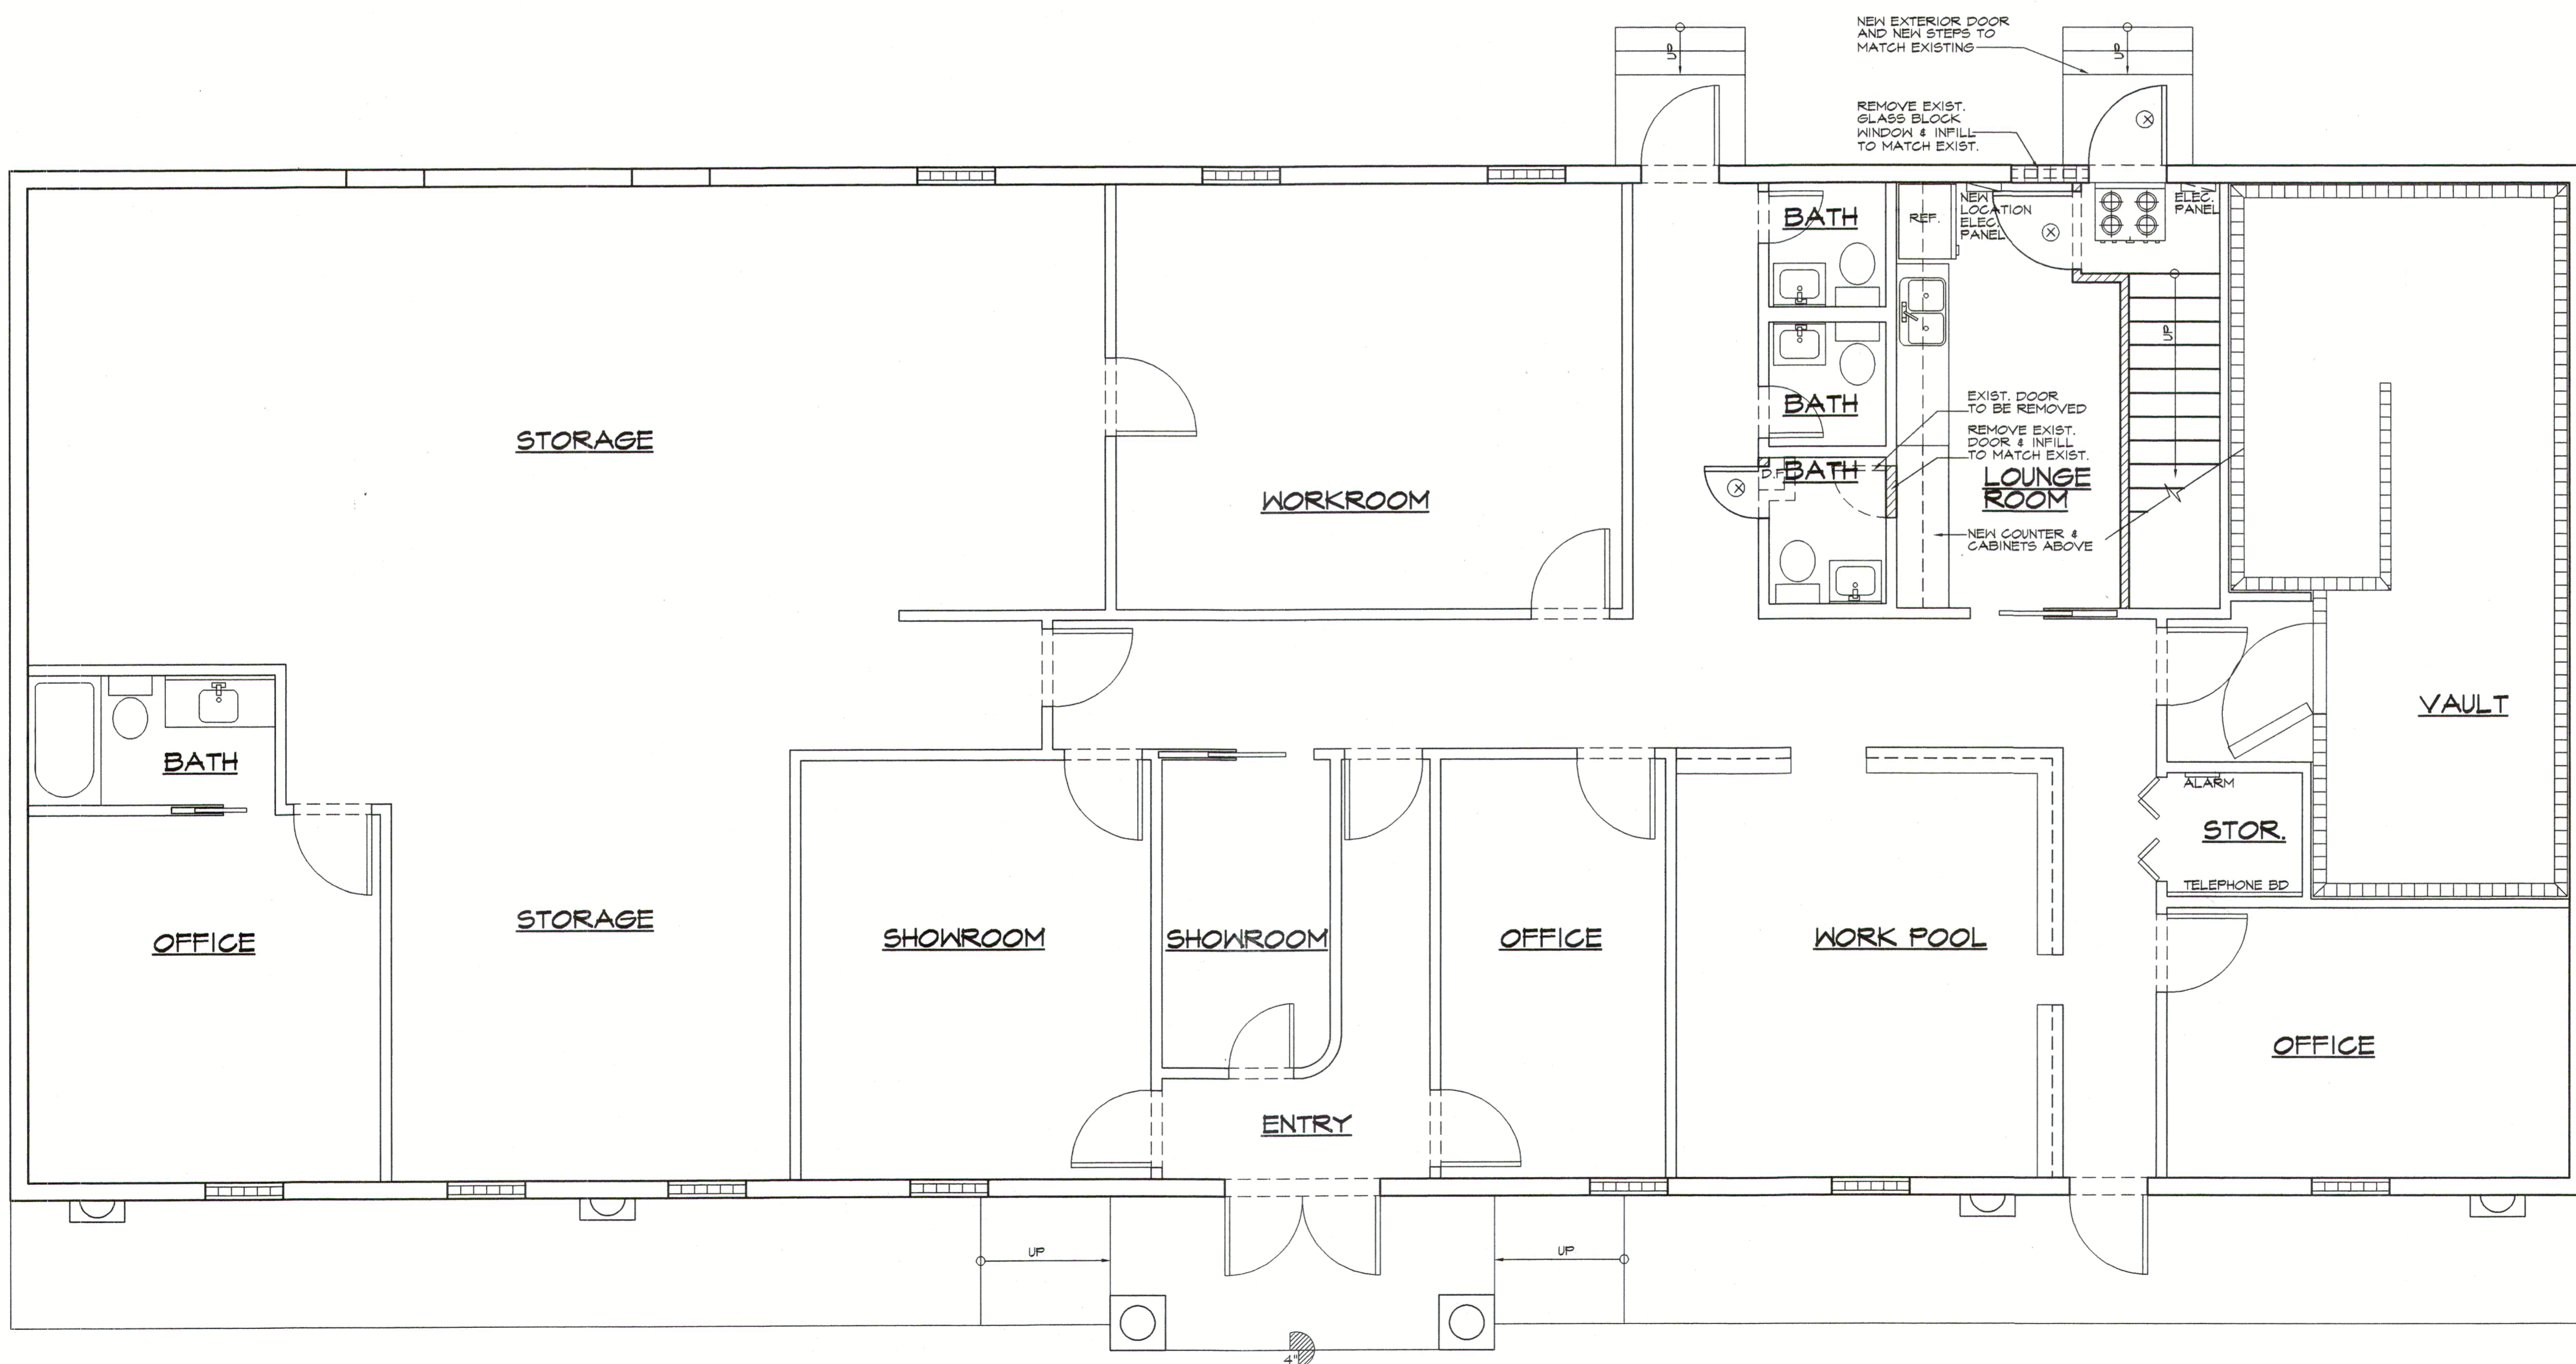 NEW EXTERIOR DOOR
AND NEW STEPS TO
MATCH EXISTING
UP
UP
REMOVE EXIST.
GLASS BLOCK
WINDOW & INFILL
TO MATCH EXIST.
BATH
REF.
NEW
LOCATION
ELEC.
PANEL
ELEC.
PANEL
UP
BATH
EXIST. DOOR
TO BE REMOVED
REMOVE EXIST.
DOOR & INFILL
TO MATCH EXIST.
STORAGE
WORKROOM
D.F.
BATH
LOUNGE
ROOM
NEW COUNTER &
CABINETS ABOVE
VAULT
BATH
ALARM
STOR.
TELEPHONE BD
OFFICE
STORAGE
SHOWROOM
SHOWROOM
OFFICE
WORK POOL
OFFICE
ENTRY
UP
UP
4"